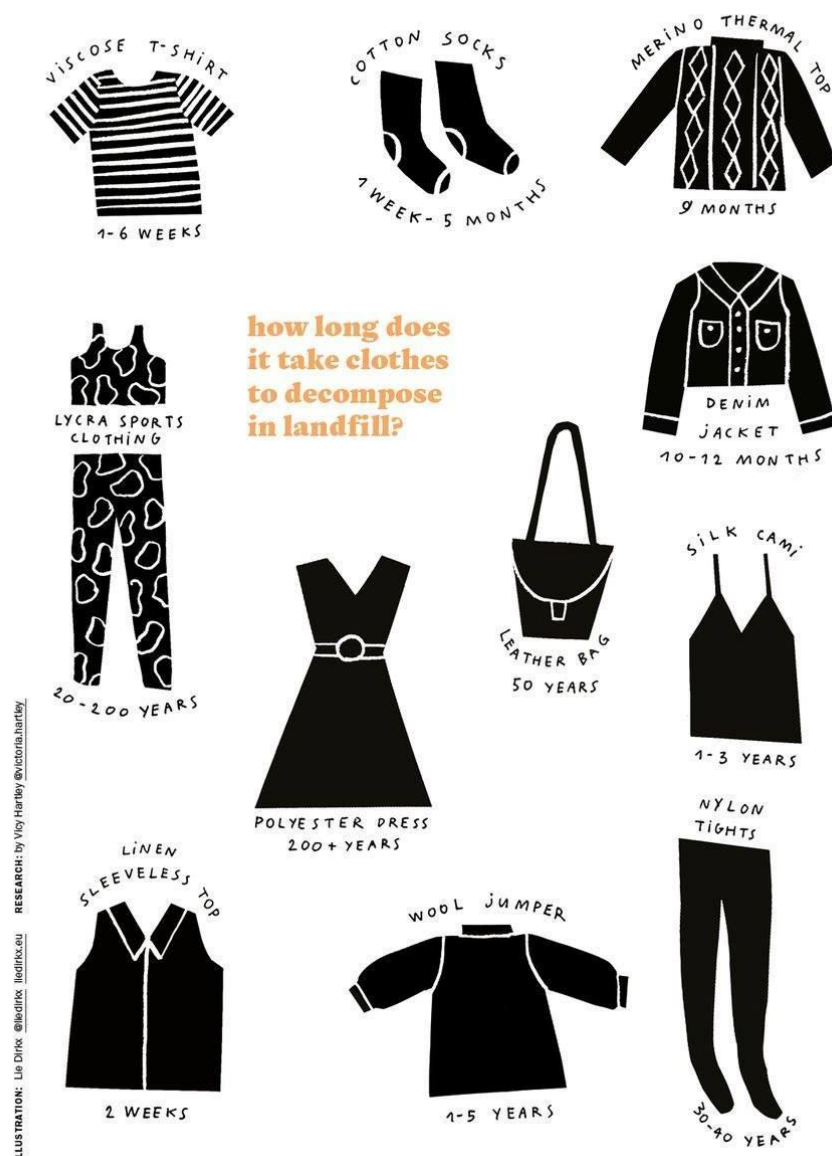 ViSCOSE T-SHiRT
1-6 WEEKS
COTTON SOCKS
1 WEEK- 5 MONTHS
MERiNO THERMAL TOP
9 MONTHS
how long does
it take clothes
to decompose
in landfill?
DENiM
jACKET
10-12 MONTHS
LYCRA SPORTS
CLOTHiNG
20-200 YEARS
LEATHER BAG
50 YEARS
SiLK CAMi
1-3 YEARS
POLYESTER DRESS
200+ YEARS
NYLON
TiGHTS
30-40 YEARS
LiNEN
SLEEVELESS TOP
2 WEEKS
WOOL jUMPER
1-5 YEARS
LLUSTRATION: Lie Dirkx @liedirkx liedirkx.eu RESEARCH: by Vicy Hartley @victoria.hartley